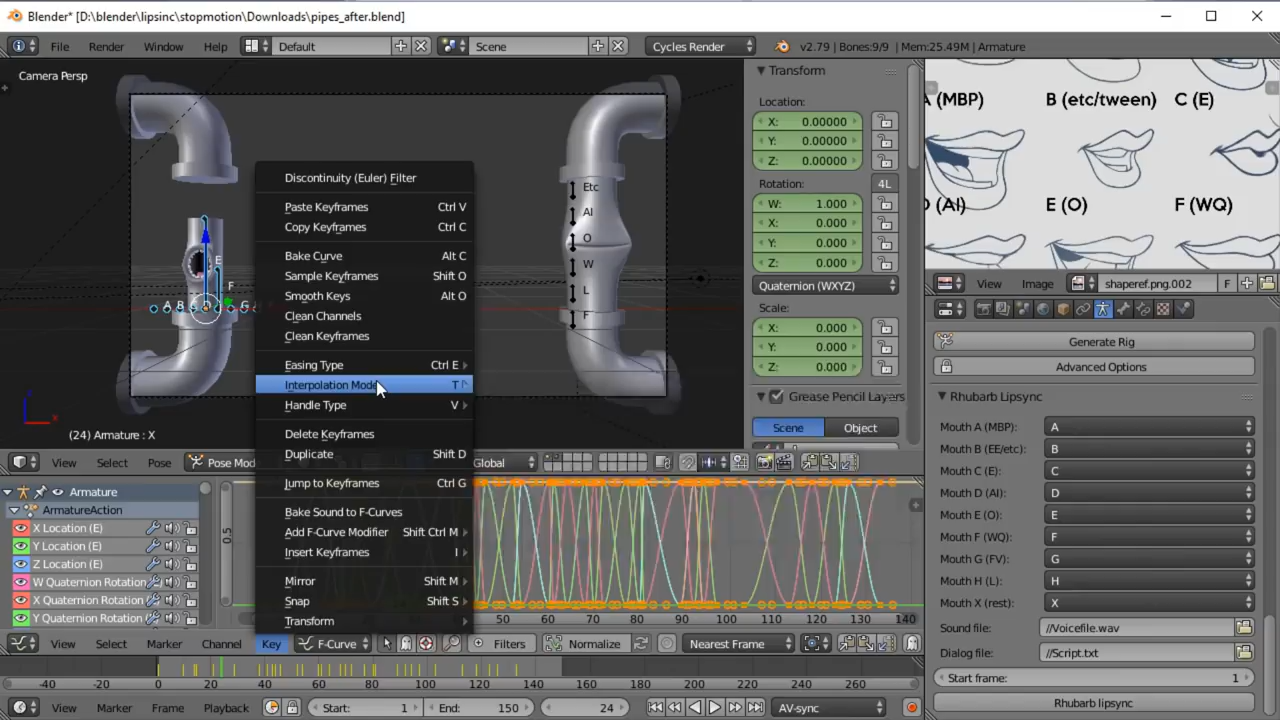 Blender* [D:\blender\lipsinc\stopmotion\Downloads\pipes_after.blend]
File Render Window Help Default Scene Cycles Render v2.79 | Bones:9/9 | Mem:25.49M | Armature
Camera Persp
Etc
AI
O
W
L
F
E
F
A B G
(24) Armature : X
View Select Pose Pose Mod Global
Discontinuity (Euler) Filter
Paste Keyframes Ctrl V
Copy Keyframes Ctrl C
Bake Curve Alt C
Sample Keyframes Shift O
Smooth Keys Alt O
Clean Channels
Clean Keyframes
Easing Type Ctrl E
Interpolation Mode T
Handle Type V
Delete Keyframes
Duplicate Shift D
Jump to Keyframes Ctrl G
Bake Sound to F-Curves
Add F-Curve Modifier Shift Ctrl M
Insert Keyframes I
Mirror Shift M
Snap Shift S
Transform
Transform
Location:
X: 0.00000
Y: 0.00000
Z: 0.00000
Rotation: 4L
W: 1.000
X: 0.000
Y: 0.000
Z: 0.000
Quaternion (WXYZ)
Scale:
X: 0.000
Y: 0.000
Z: 0.000
Grease Pencil Layers
Scene Object
A (MBP) B (etc/tween) C (E)
D (AI) E (O) F (WQ)
View Image shaperef.png.002 F
Generate Rig
Advanced Options
Rhubarb Lipsync
Mouth A (MBP): A
Mouth B (EE/etc): B
Mouth C (E): C
Mouth D (AI): D
Mouth E (O): E
Mouth F (WQ): F
Mouth G (FV): G
Mouth H (L): H
Mouth X (rest): X
Sound file: //Voicefile.wav
Dialog file: //Script.txt
Start frame: 1
Rhubarb lipsync
Armature
ArmatureAction
X Location (E)
Y Location (E)
Z Location (E)
W Quaternion Rotation
X Quaternion Rotation
Y Quaternion Rotation
0.5
50 60 70 80 90 100 110 120 130 140
View Select Marker Channel Key F-Curve Filters Normalize Nearest Frame
-40 -20 0 20 40 60 80 100 120 140 160 180 200 220 240 260
View Marker Frame Playback Start: 1 End: 150 24 AV-sync